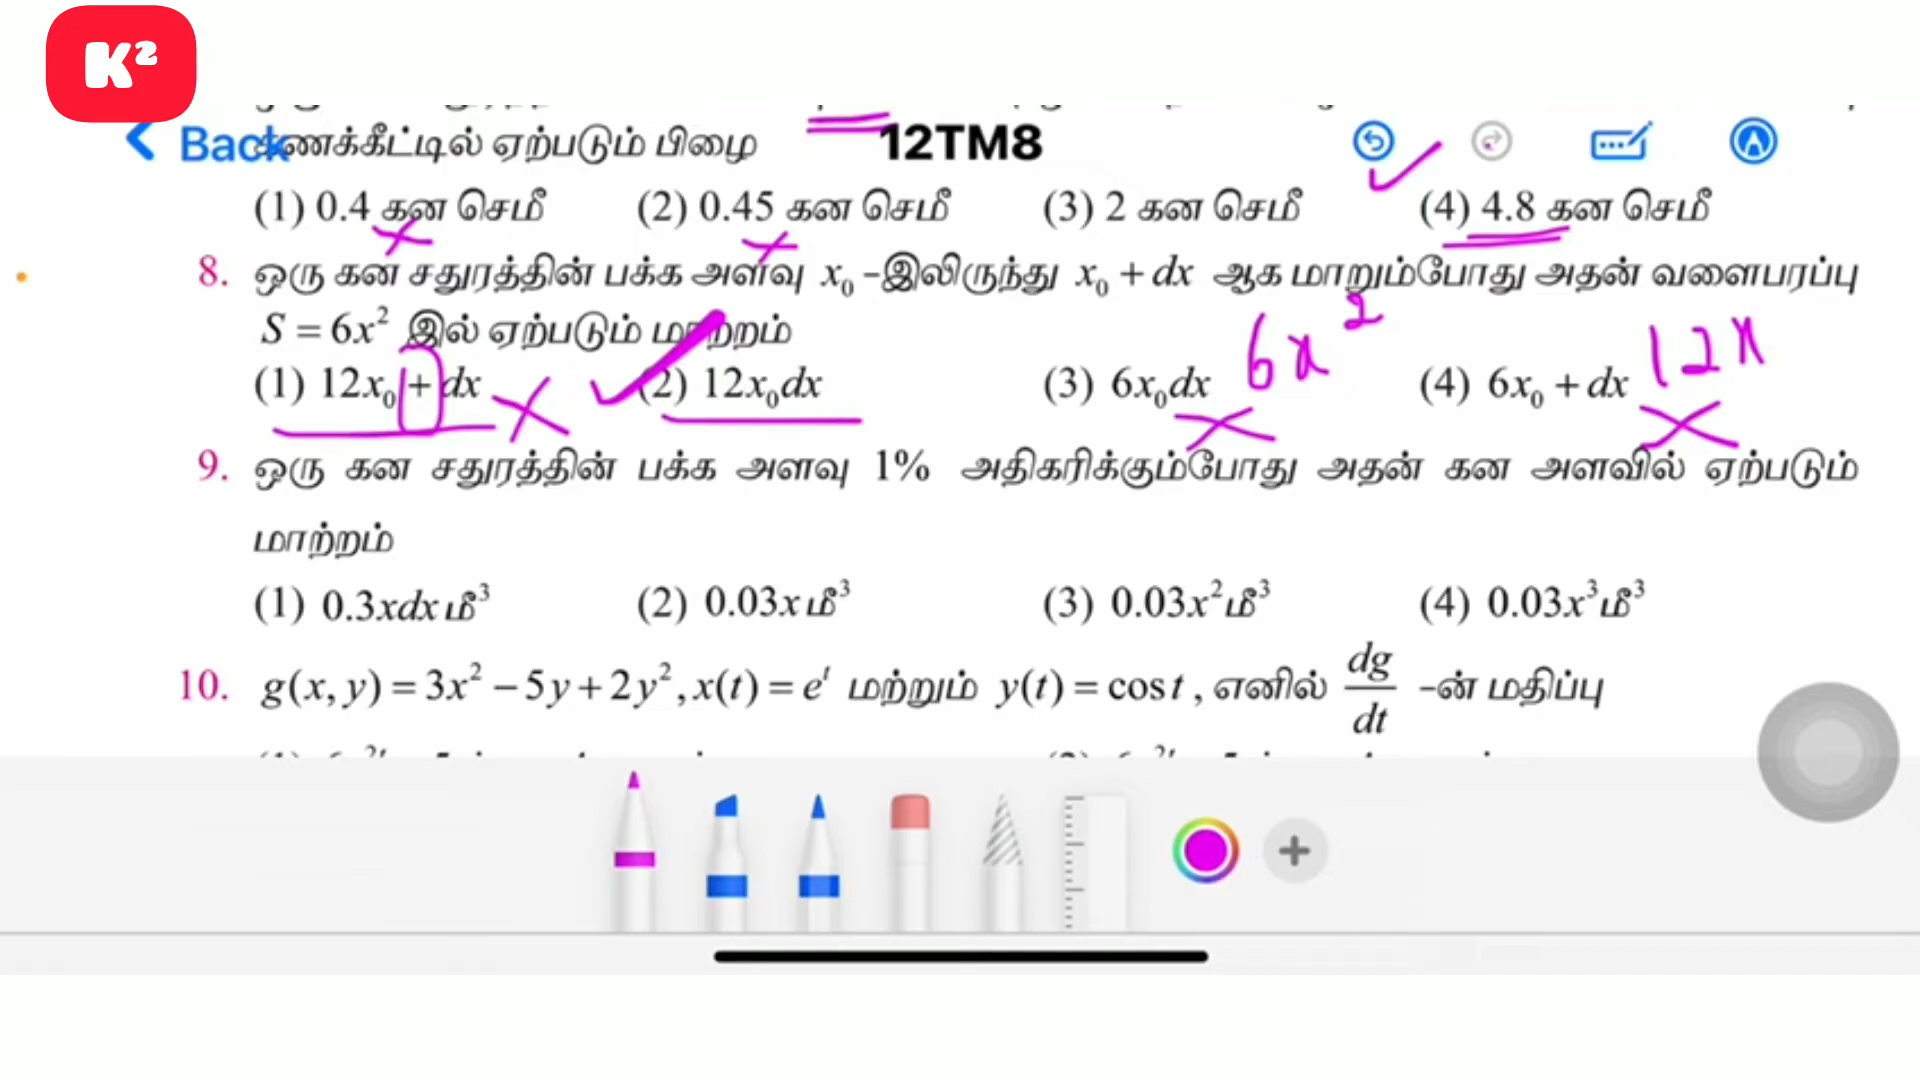 K²
Back
12TM8
கணக்கீட்டில் ஏற்படும் பிழை
(1) 0.4 கன செமீ (2) 0.45 கன செமீ (3) 2 கன செமீ (4) 4.8 கன செமீ
8. ஒரு கன சதுரத்தின் பக்க அளவு x₀ -இலிருந்து x₀ + dx ஆக மாறும்போது அதன் வளைபரப்பு
S = 6x² இல் ஏற்படும் மாற்றம்
6x² 12x
(1) 12x₀ + dx (2) 12x₀dx (3) 6x₀dx (4) 6x₀ + dx
9. ஒரு கன சதுரத்தின் பக்க அளவு 1% அதிகரிக்கும்போது அதன் கன அளவில் ஏற்படும்
மாற்றம்
(1) 0.3xdx மீ³ (2) 0.03x மீ³ (3) 0.03x² மீ³ (4) 0.03x³ மீ³
10. g(x, y) = 3x² − 5y + 2y², x(t) = eᵗ மற்றும் y(t) = cos t , எனில் dg/dt -ன் மதிப்பு